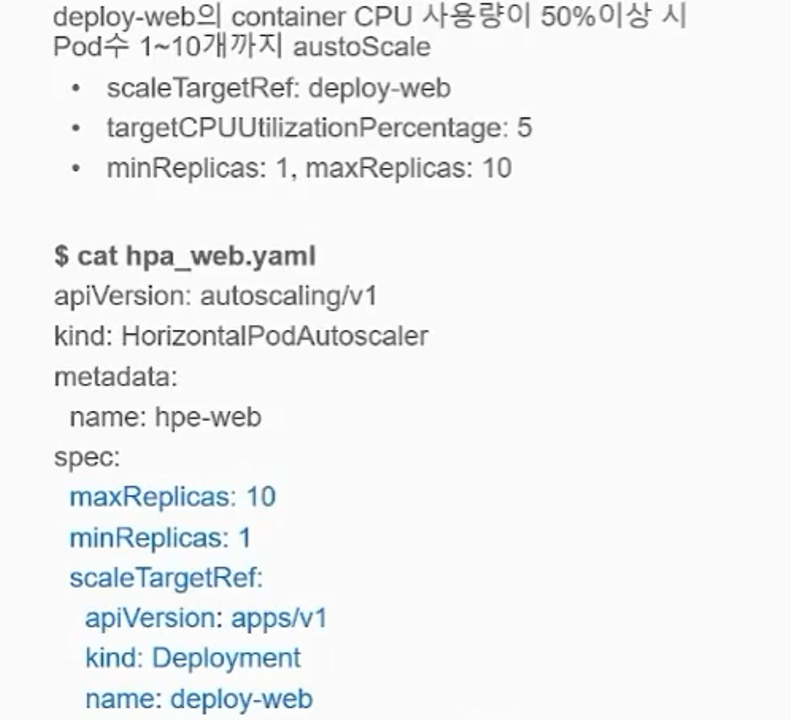 deploy-web의 container CPU 사용량이 50%이상 시
Pod수 1~10개까지 austoScale
• scaleTargetRef: deploy-web
• targetCPUUtilizationPercentage: 5
• minReplicas: 1, maxReplicas: 10
$ cat hpa_web.yaml
apiVersion: autoscaling/v1
kind: HorizontalPodAutoscaler
metadata:
  name: hpe-web
spec:
  maxReplicas: 10
  minReplicas: 1
  scaleTargetRef:
    apiVersion: apps/v1
    kind: Deployment
    name: deploy-web